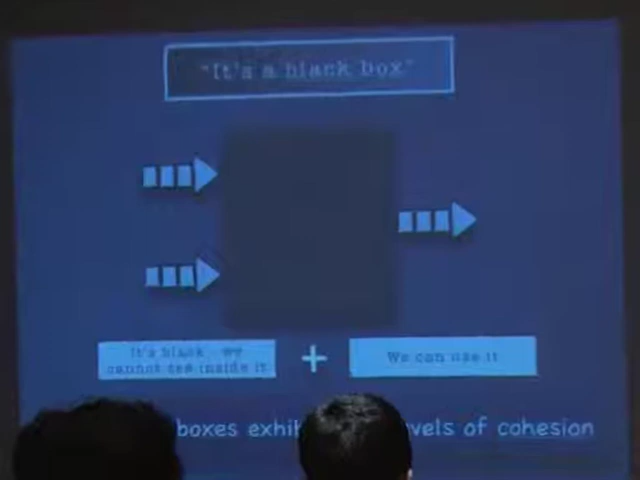 "It's a black box"
It's black - we
cannot see inside it
+
We can use it
boxes exhib
vels of cohesion